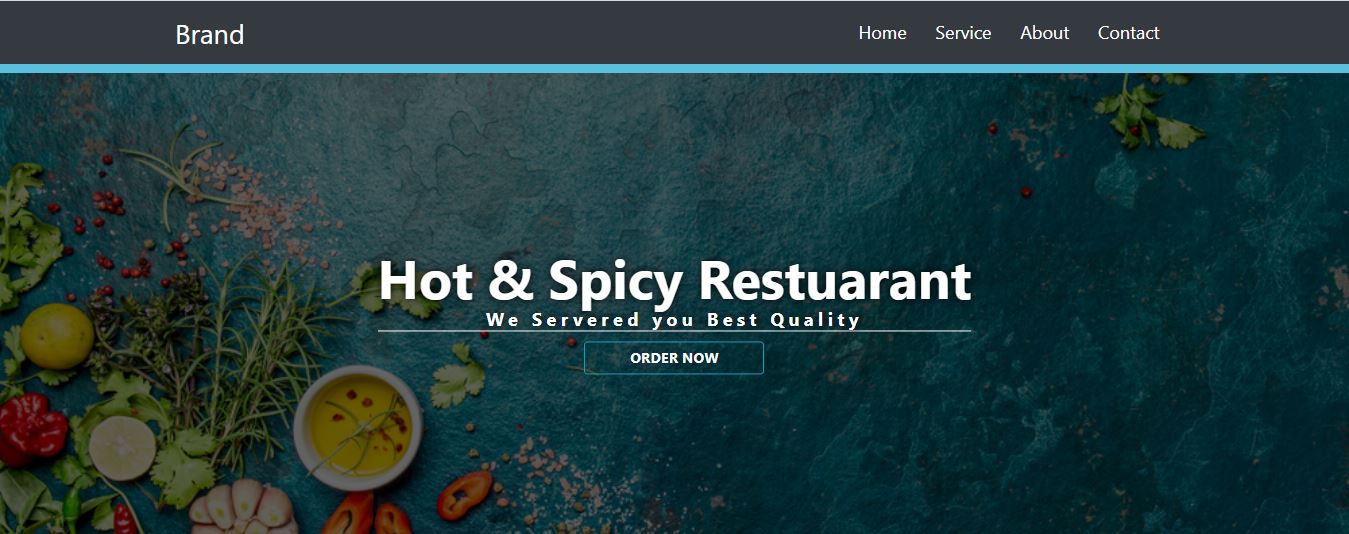 Brand
Home Service About Contact
Hot & Spicy Restuarant
We Servered you Best Quality
ORDER NOW